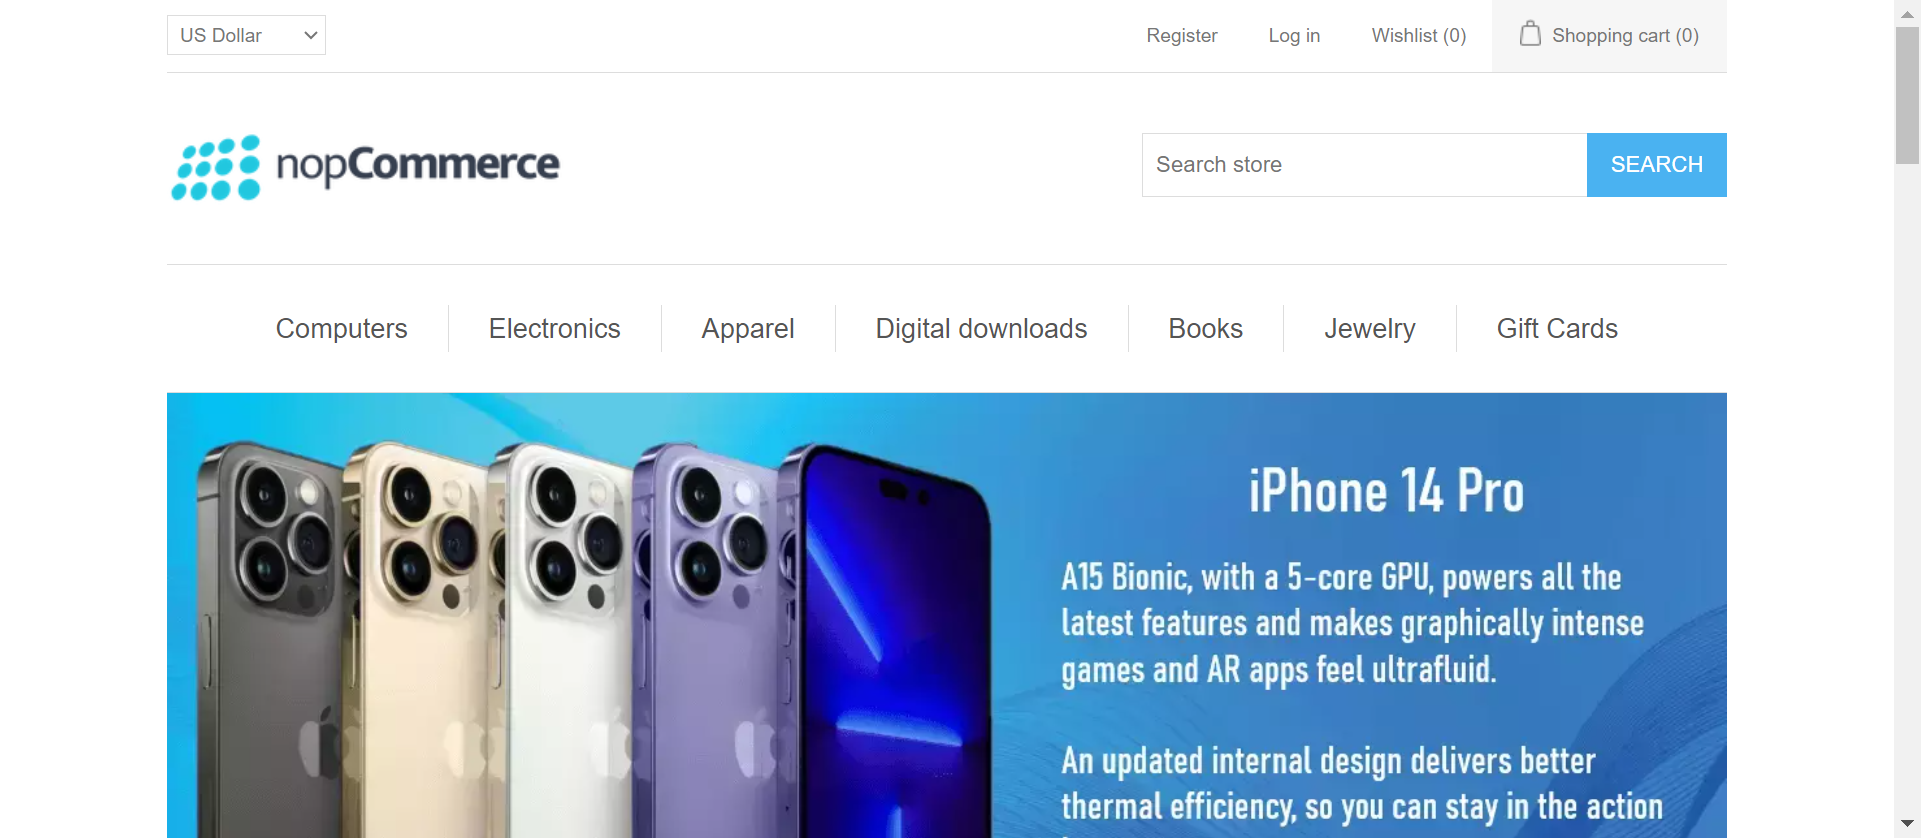 US Dollar
Register
Log in
Wishlist (0)
Shopping cart (0)
nopCommerce
Search store
SEARCH
Computers
Electronics
Apparel
Digital downloads
Books
Jewelry
Gift Cards
iPhone 14 Pro
A15 Bionic, with a 5-core GPU, powers all the
latest features and makes graphically intense
games and AR apps feel ultrafluid.
An updated internal design delivers better
thermal efficiency, so you can stay in the action